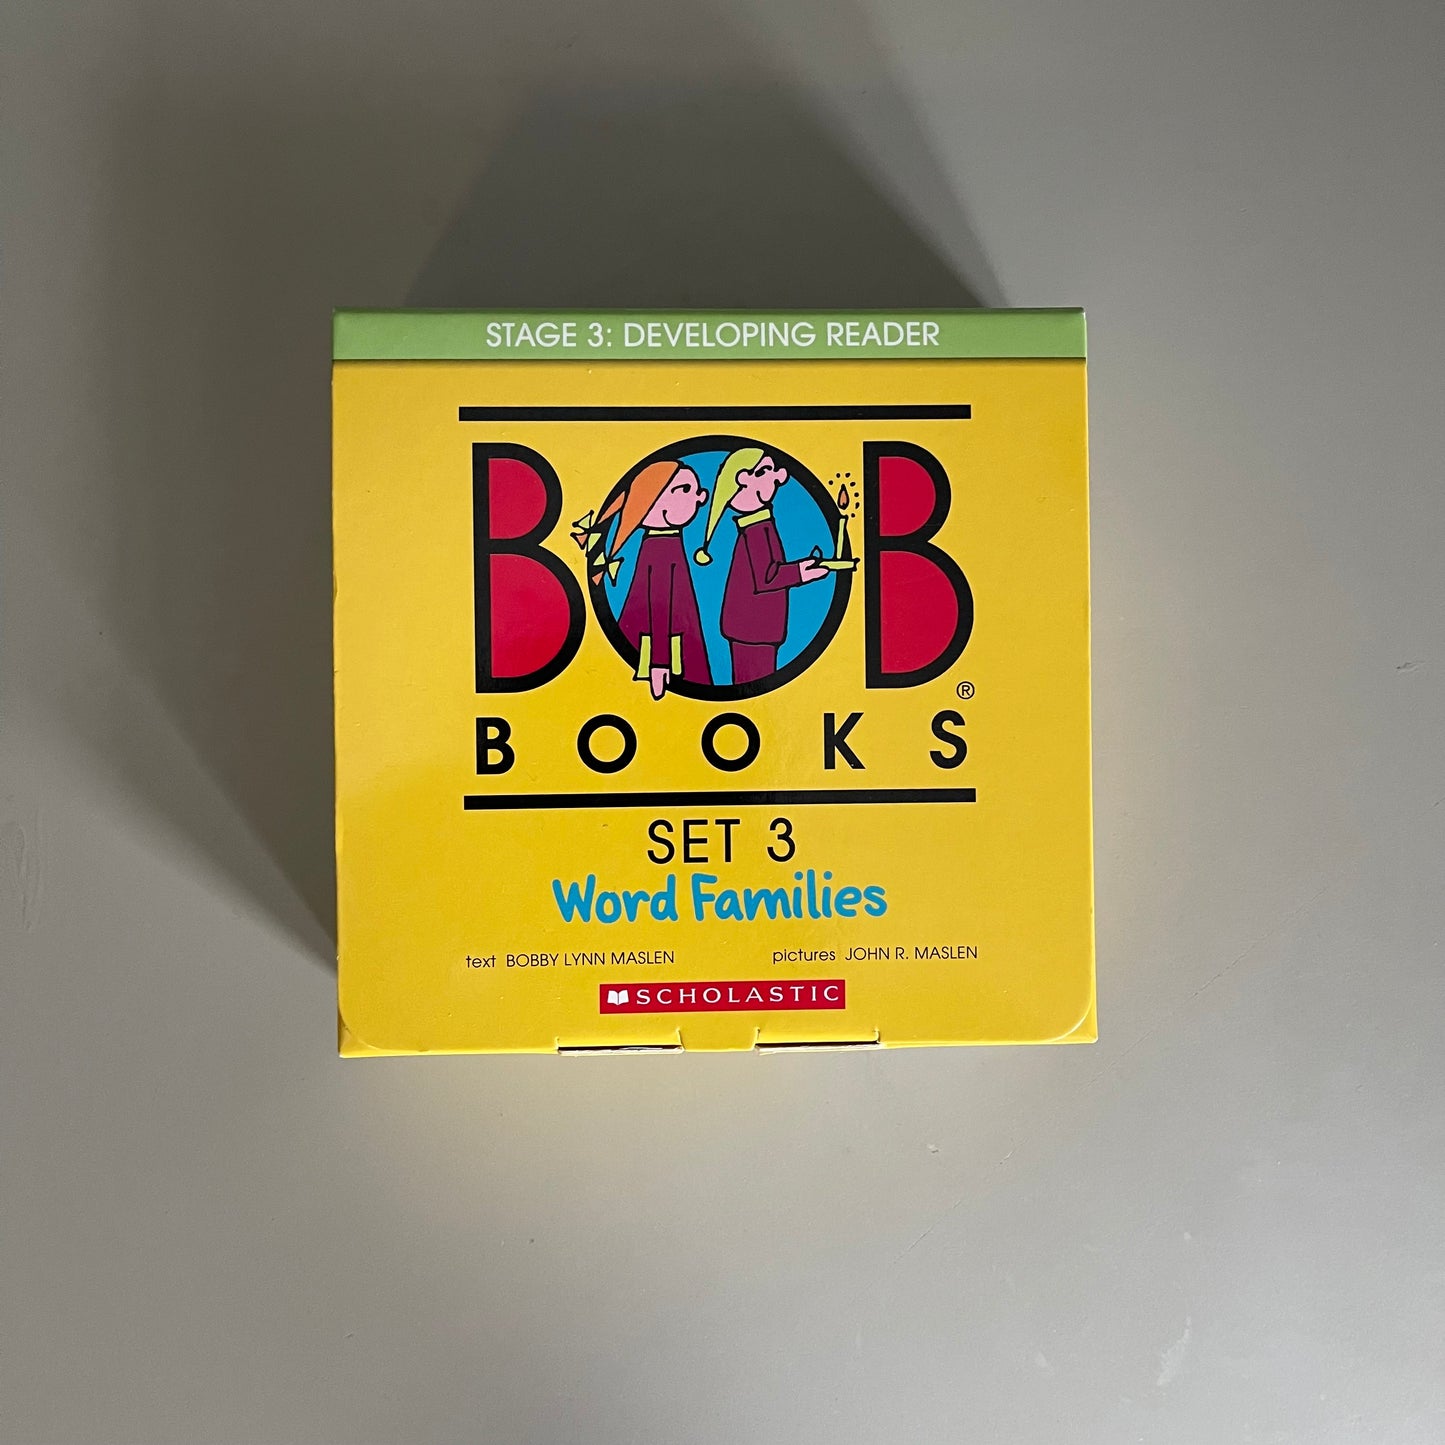 STAGE 3: DEVELOPING READER
BOB®
BOOKS
SET 3
Word Families
text BOBBY LYNN MASLEN pictures JOHN R. MASLEN
SCHOLASTIC